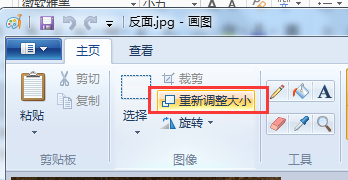 反面.jpg - 画图
主页 查看
粘贴
剪切
复制
剪贴板
选择
裁剪
重新调整大小
旋转
图像
A
工具